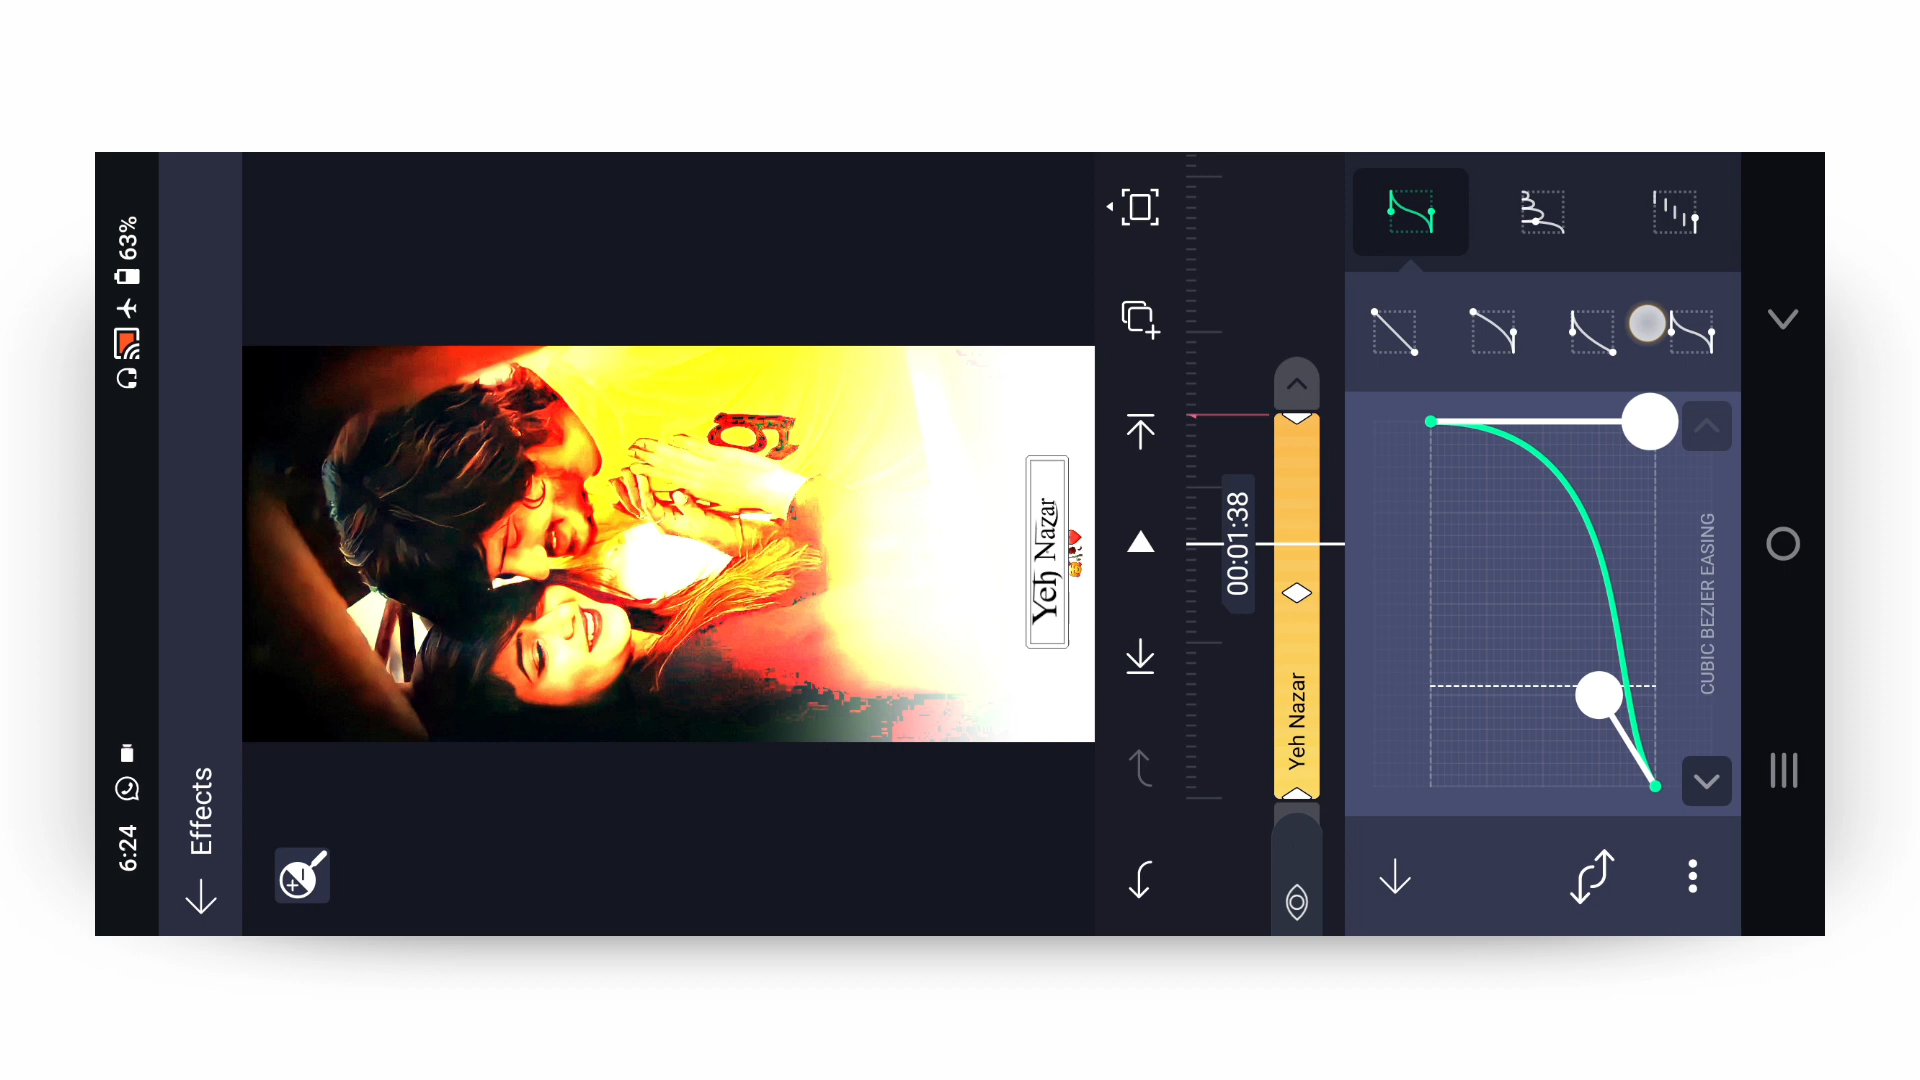 6:24
63%
Effects
Yeh Nazar
00:01:38
Yeh Nazar
CUBIC BEZIER EASING